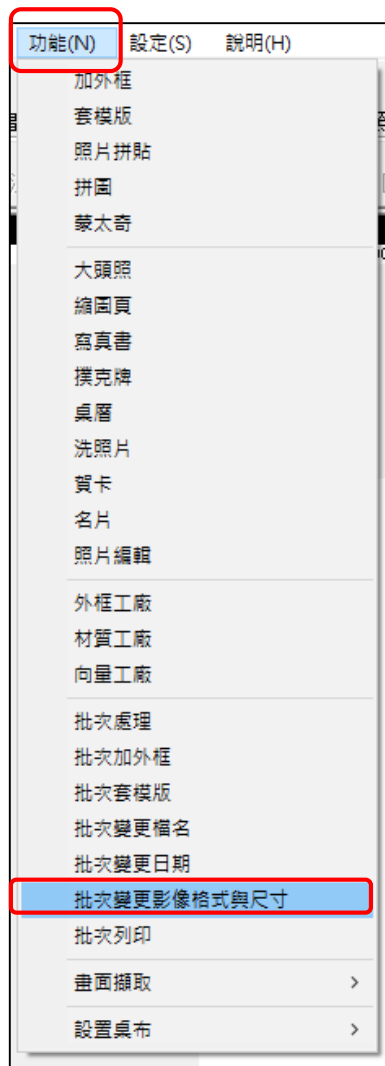 功能(N) 設定(S) 說明(H)
加外框
套模版
照片拼貼
拼圖
蒙太奇
大頭照
縮圖頁
寫真書
撲克牌
桌曆
洗照片
賀卡
名片
照片編輯
外框工廠
材質工廠
向量工廠
批次處理
批次加外框
批次套模版
批次變更檔名
批次變更日期
批次變更影像格式與尺寸
批次列印
畫面擷取
設置桌布